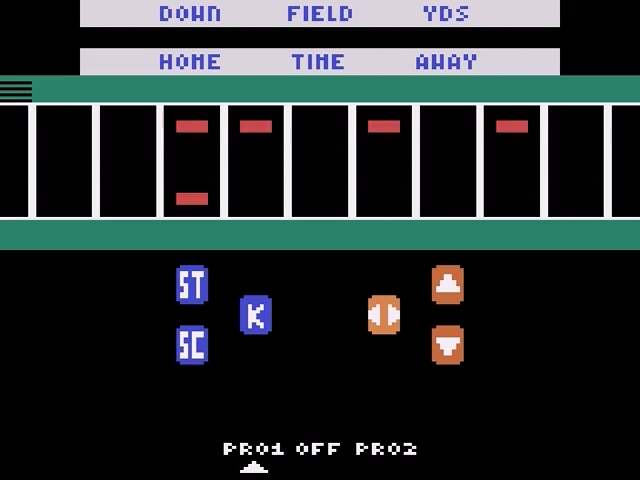 DOWN FIELD YDS
HOME TIME AWAY
ST
K
SC
PRO1 OFF PRO2